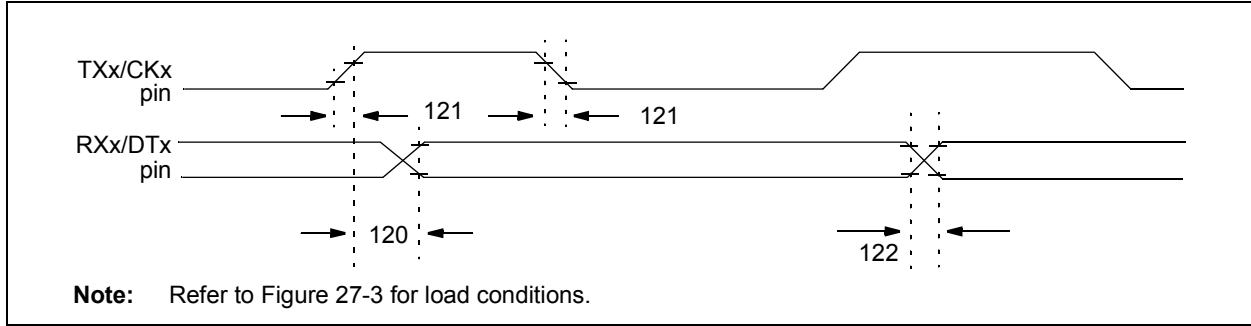 TXx/CKx
pin
121
121
RXx/DTx
pin
120
122
Note: Refer to Figure 27-3 for load conditions.